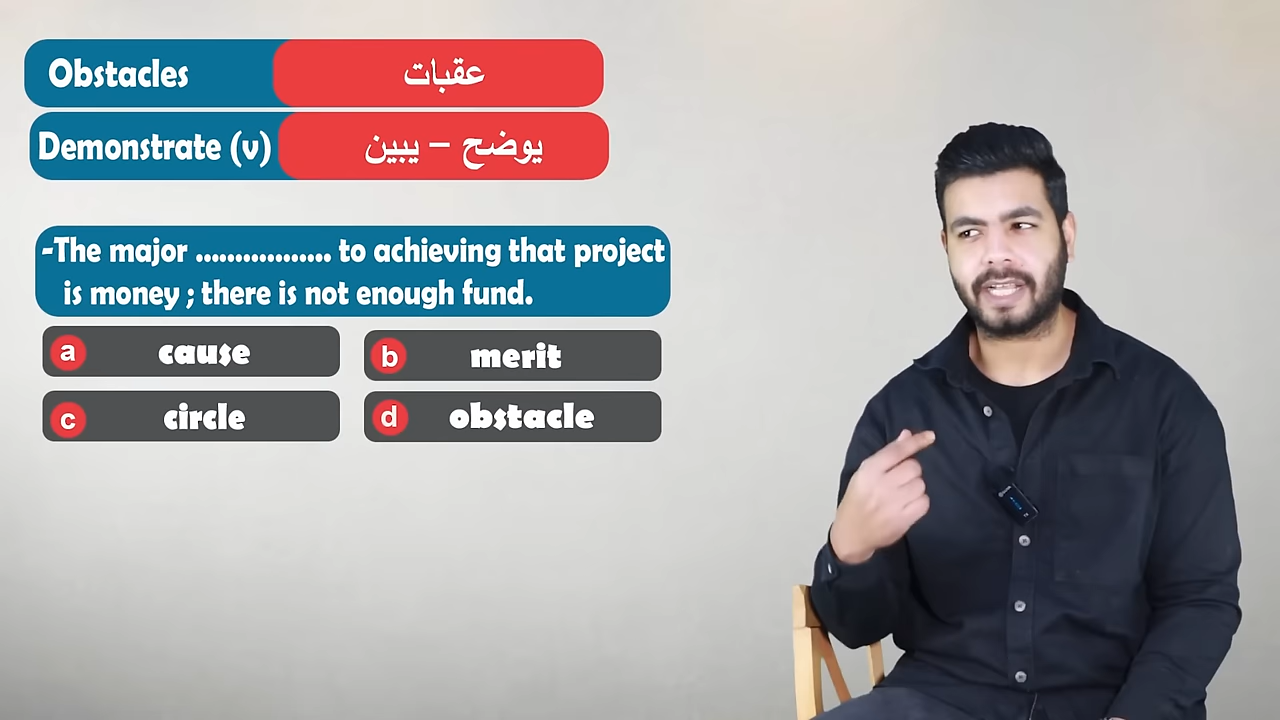 Obstacles عقبات
Demonstrate (v) يوضح – يبين
-The major ................. to achieving that project
is money ; there is not enough fund.
a cause
b merit
c circle
d obstacle